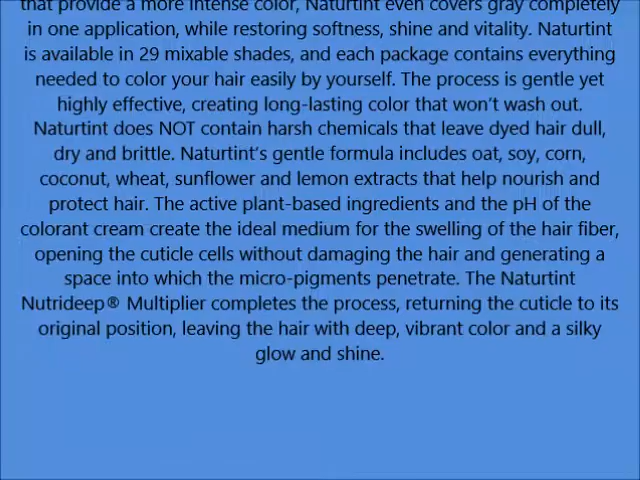 that provide a more intense color, Naturtint even covers gray completely
in one application, while restoring softness, shine and vitality. Naturtint
is available in 29 mixable shades, and each package contains everything
needed to color your hair easily by yourself. The process is gentle yet
highly effective, creating long-lasting color that won't wash out.
Naturtint does NOT contain harsh chemicals that leave dyed hair dull,
dry and brittle. Naturtint's gentle formula includes oat, soy, corn,
coconut, wheat, sunflower and lemon extracts that help nourish and
protect hair. The active plant-based ingredients and the pH of the
colorant cream create the ideal medium for the swelling of the hair fiber,
opening the cuticle cells without damaging the hair and generating a
space into which the micro-pigments penetrate. The Naturtint
Nutrideep® Multiplier completes the process, returning the cuticle to its
original position, leaving the hair with deep, vibrant color and a silky
glow and shine.